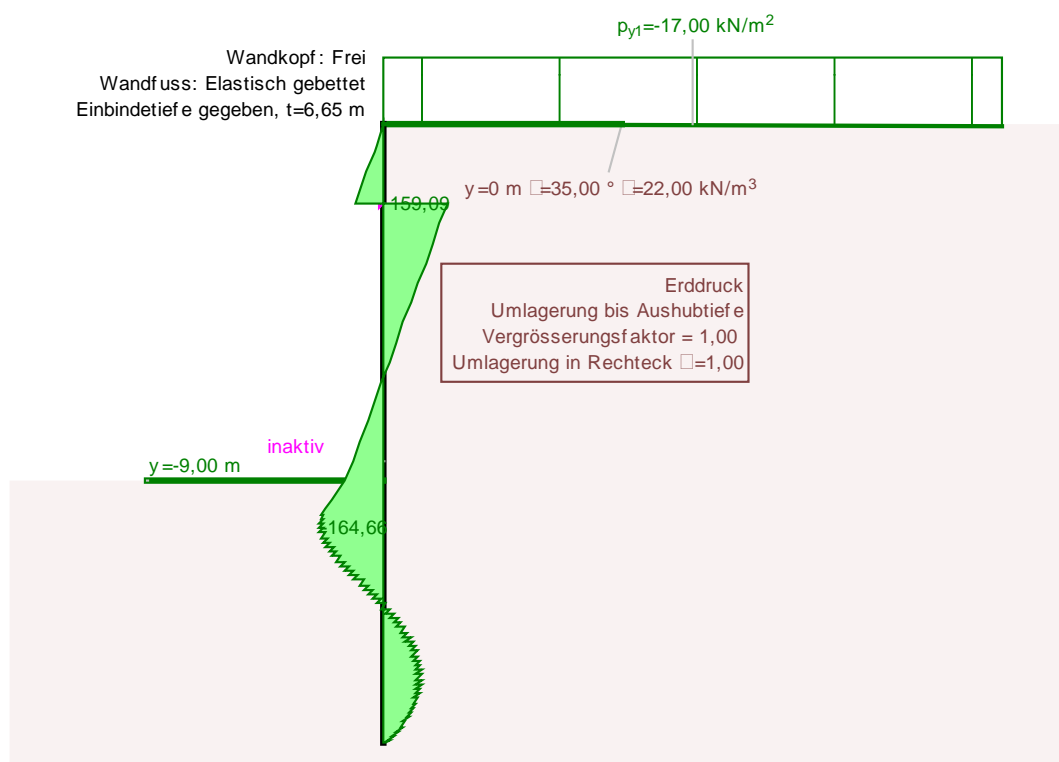 p_y1=-17,00 kN/m²
Wandkopf: Frei
Wandfuss: Elastisch gebettet
Einbindetiefe gegeben, t=6,65 m
y=0 m □=35,00 ° □=22,00 kN/m³
159,09
Erddruck
Umlagerung bis Aushubtiefe
Vergrösserungsfaktor = 1,00
Umlagerung in Rechteck □=1,00
inaktiv
y=-9,00 m
-164,66